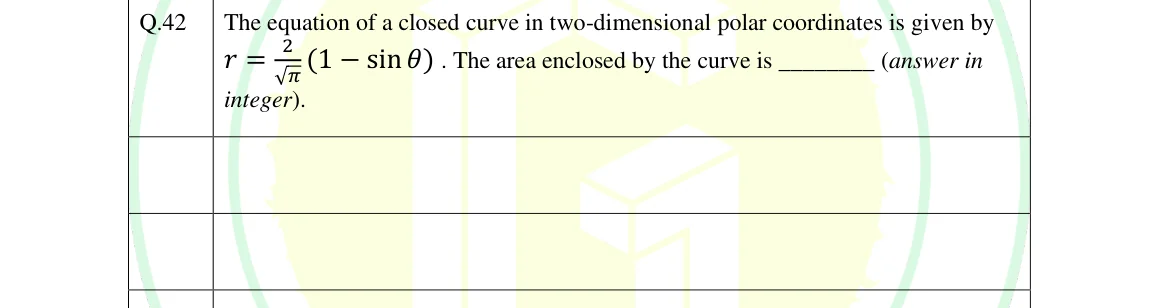 Q.42 The equation of a closed curve in two-dimensional polar coordinates is given by
r = 2/√π (1 − sin θ) . The area enclosed by the curve is ________ (answer in
integer).